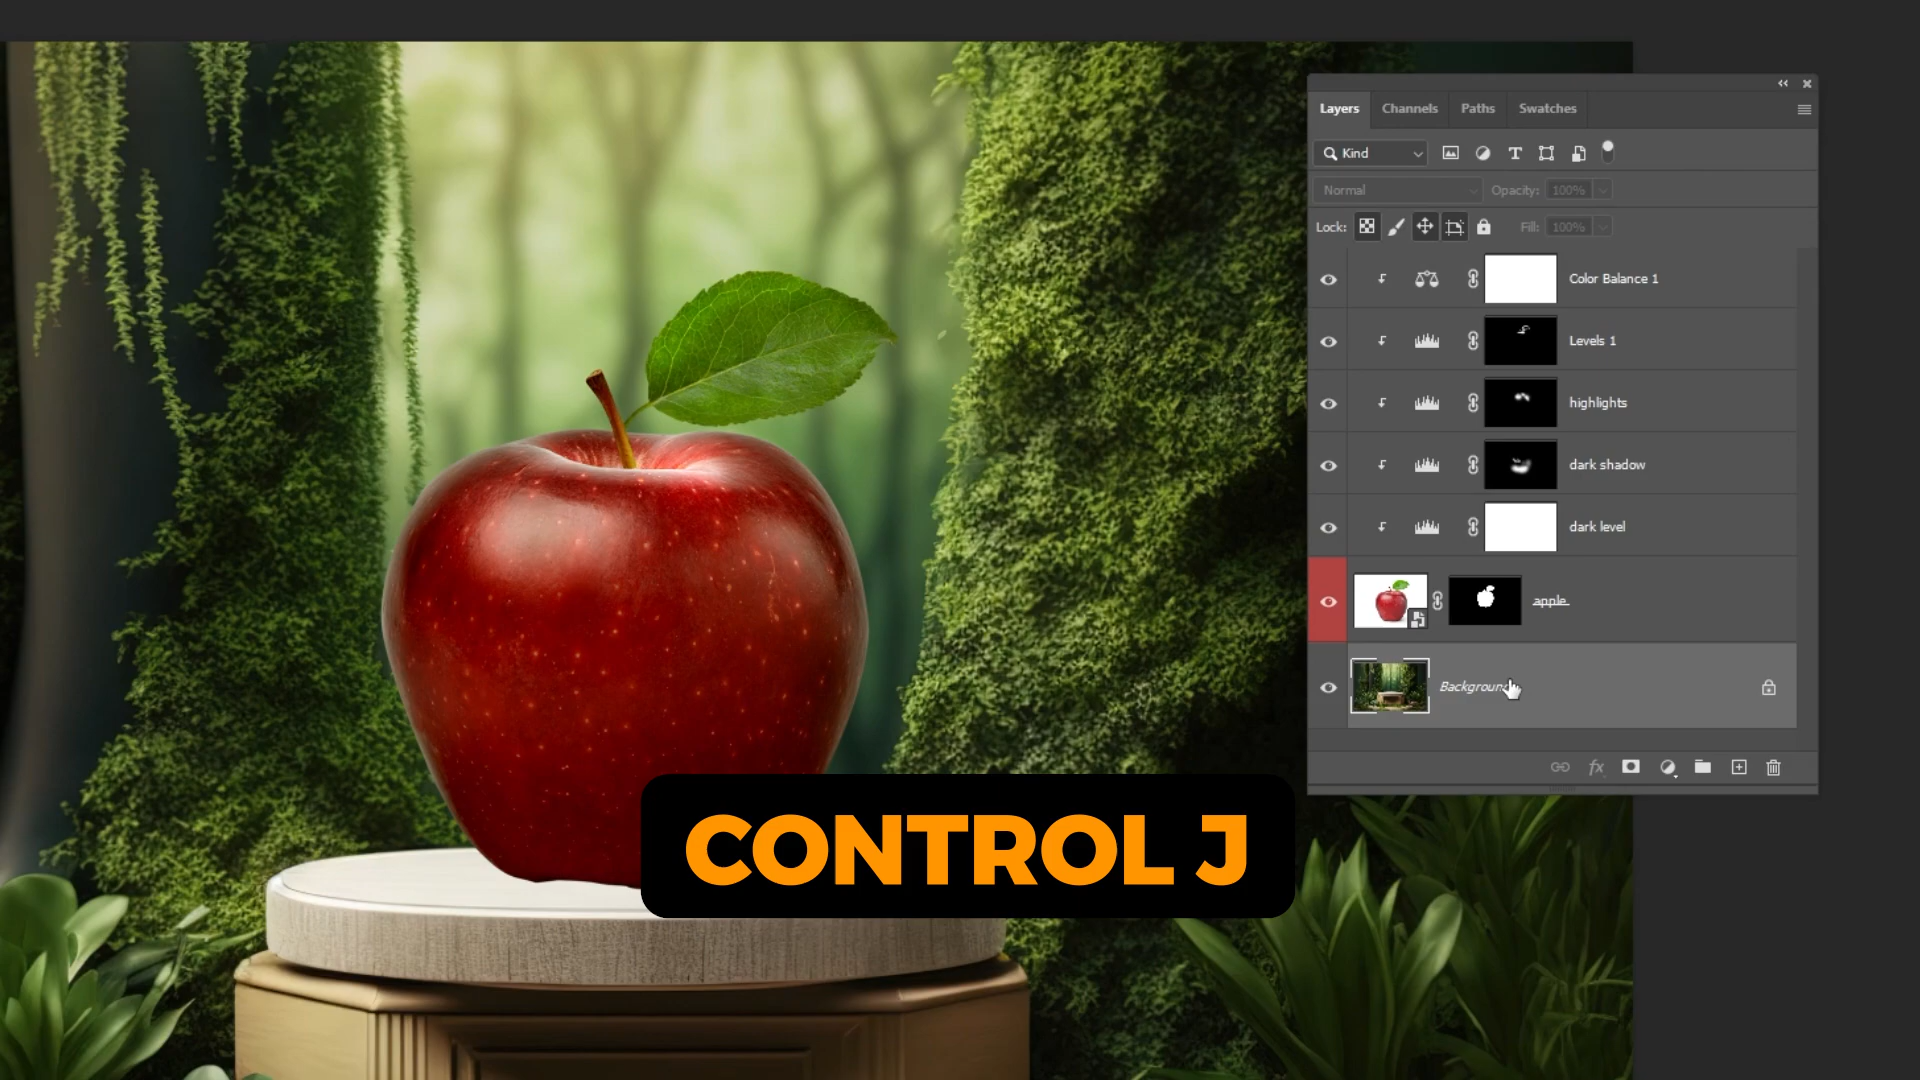 Layers Channels Paths Swatches
Kind
Normal Opacity: 100%
Lock: Fill: 100%
Color Balance 1
Levels 1
highlights
dark shadow
dark level
apple
Background
fx
CONTROL J